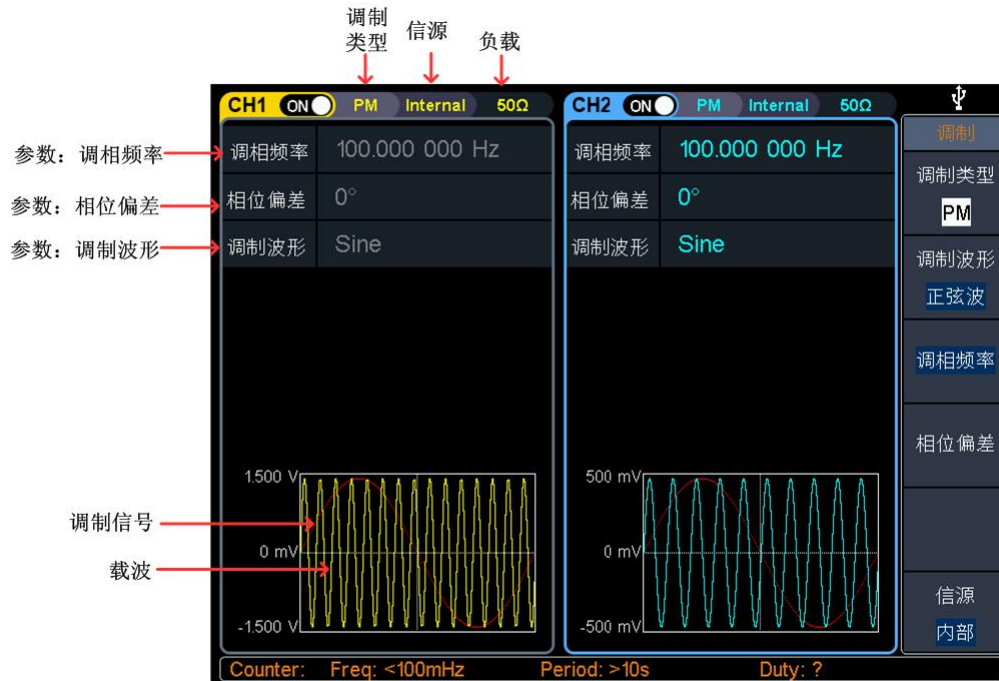 调制
类型
信源
负载
CH1 ON PM Internal 50Ω
CH2 ON PM Internal 50Ω
参数：调相频率
调相频率 100.000 000 Hz
调相频率 100.000 000 Hz
参数：相位偏差
相位偏差 0°
相位偏差 0°
参数：调制波形
调制波形 Sine
调制波形 Sine
调制
调制类型
PM
调制波形
正弦波
调相频率
相位偏差
信源
内部
1.500 V
0 mV
-1.500 V
500 mV
0 mV
-500 mV
调制信号
载波
Counter: Freq: <100mHz Period: >10s Duty: ?